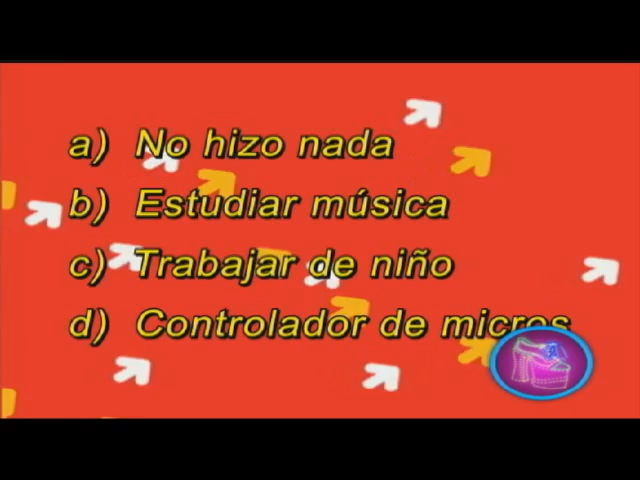 a) No hizo nada
b) Estudiar música
c) Trabajar de niño
d) Controlador de micros